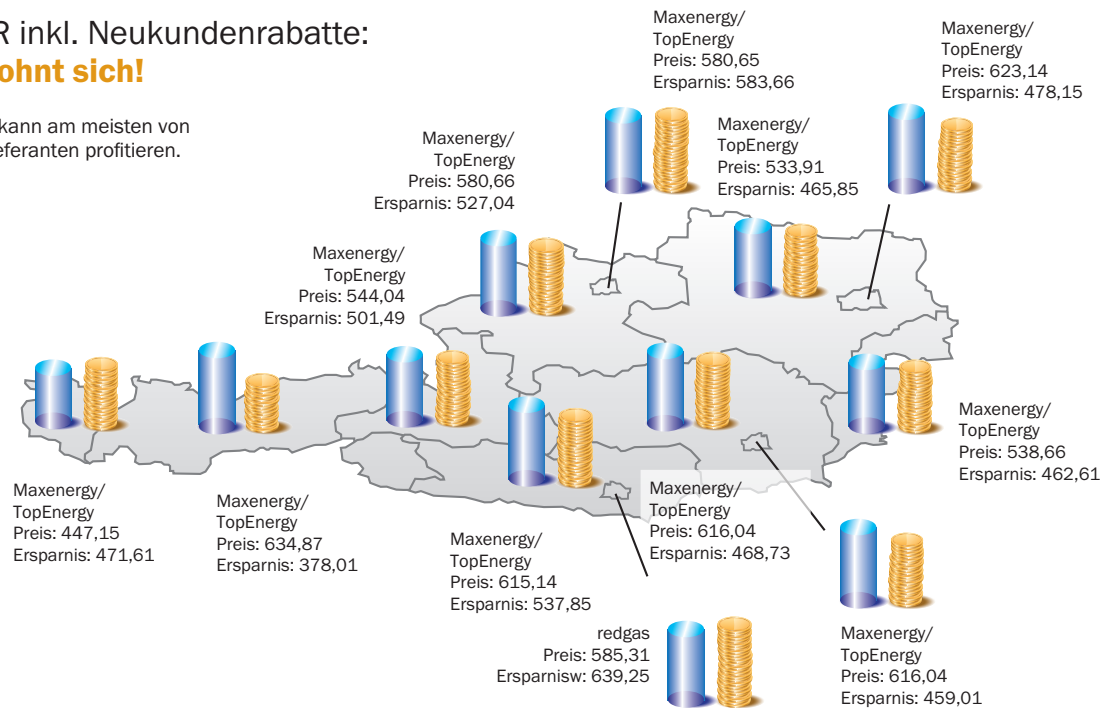 R inkl. Neukundenrabatte:
ohnt sich!
kann am meisten von
eferanten profitieren.
Maxenergy/
TopEnergy
Preis: 580,65
Ersparnis: 583,66
Maxenergy/
TopEnergy
Preis: 623,14
Ersparnis: 478,15
Maxenergy/
TopEnergy
Preis: 533,91
Ersparnis: 465,85
Maxenergy/
TopEnergy
Preis: 580,66
Ersparnis: 527,04
Maxenergy/
TopEnergy
Preis: 544,04
Ersparnis: 501,49
Maxenergy/
TopEnergy
Preis: 538,66
Ersparnis: 462,61
Maxenergy/
TopEnergy
Preis: 447,15
Ersparnis: 471,61
Maxenergy/
TopEnergy
Preis: 634,87
Ersparnis: 378,01
Maxenergy/
TopEnergy
Preis: 615,14
Ersparnis: 537,85
Maxenergy/
TopEnergy
Preis: 616,04
Ersparnis: 468,73
redgas
Preis: 585,31
Ersparnisw: 639,25
Maxenergy/
TopEnergy
Preis: 616,04
Ersparnis: 459,01